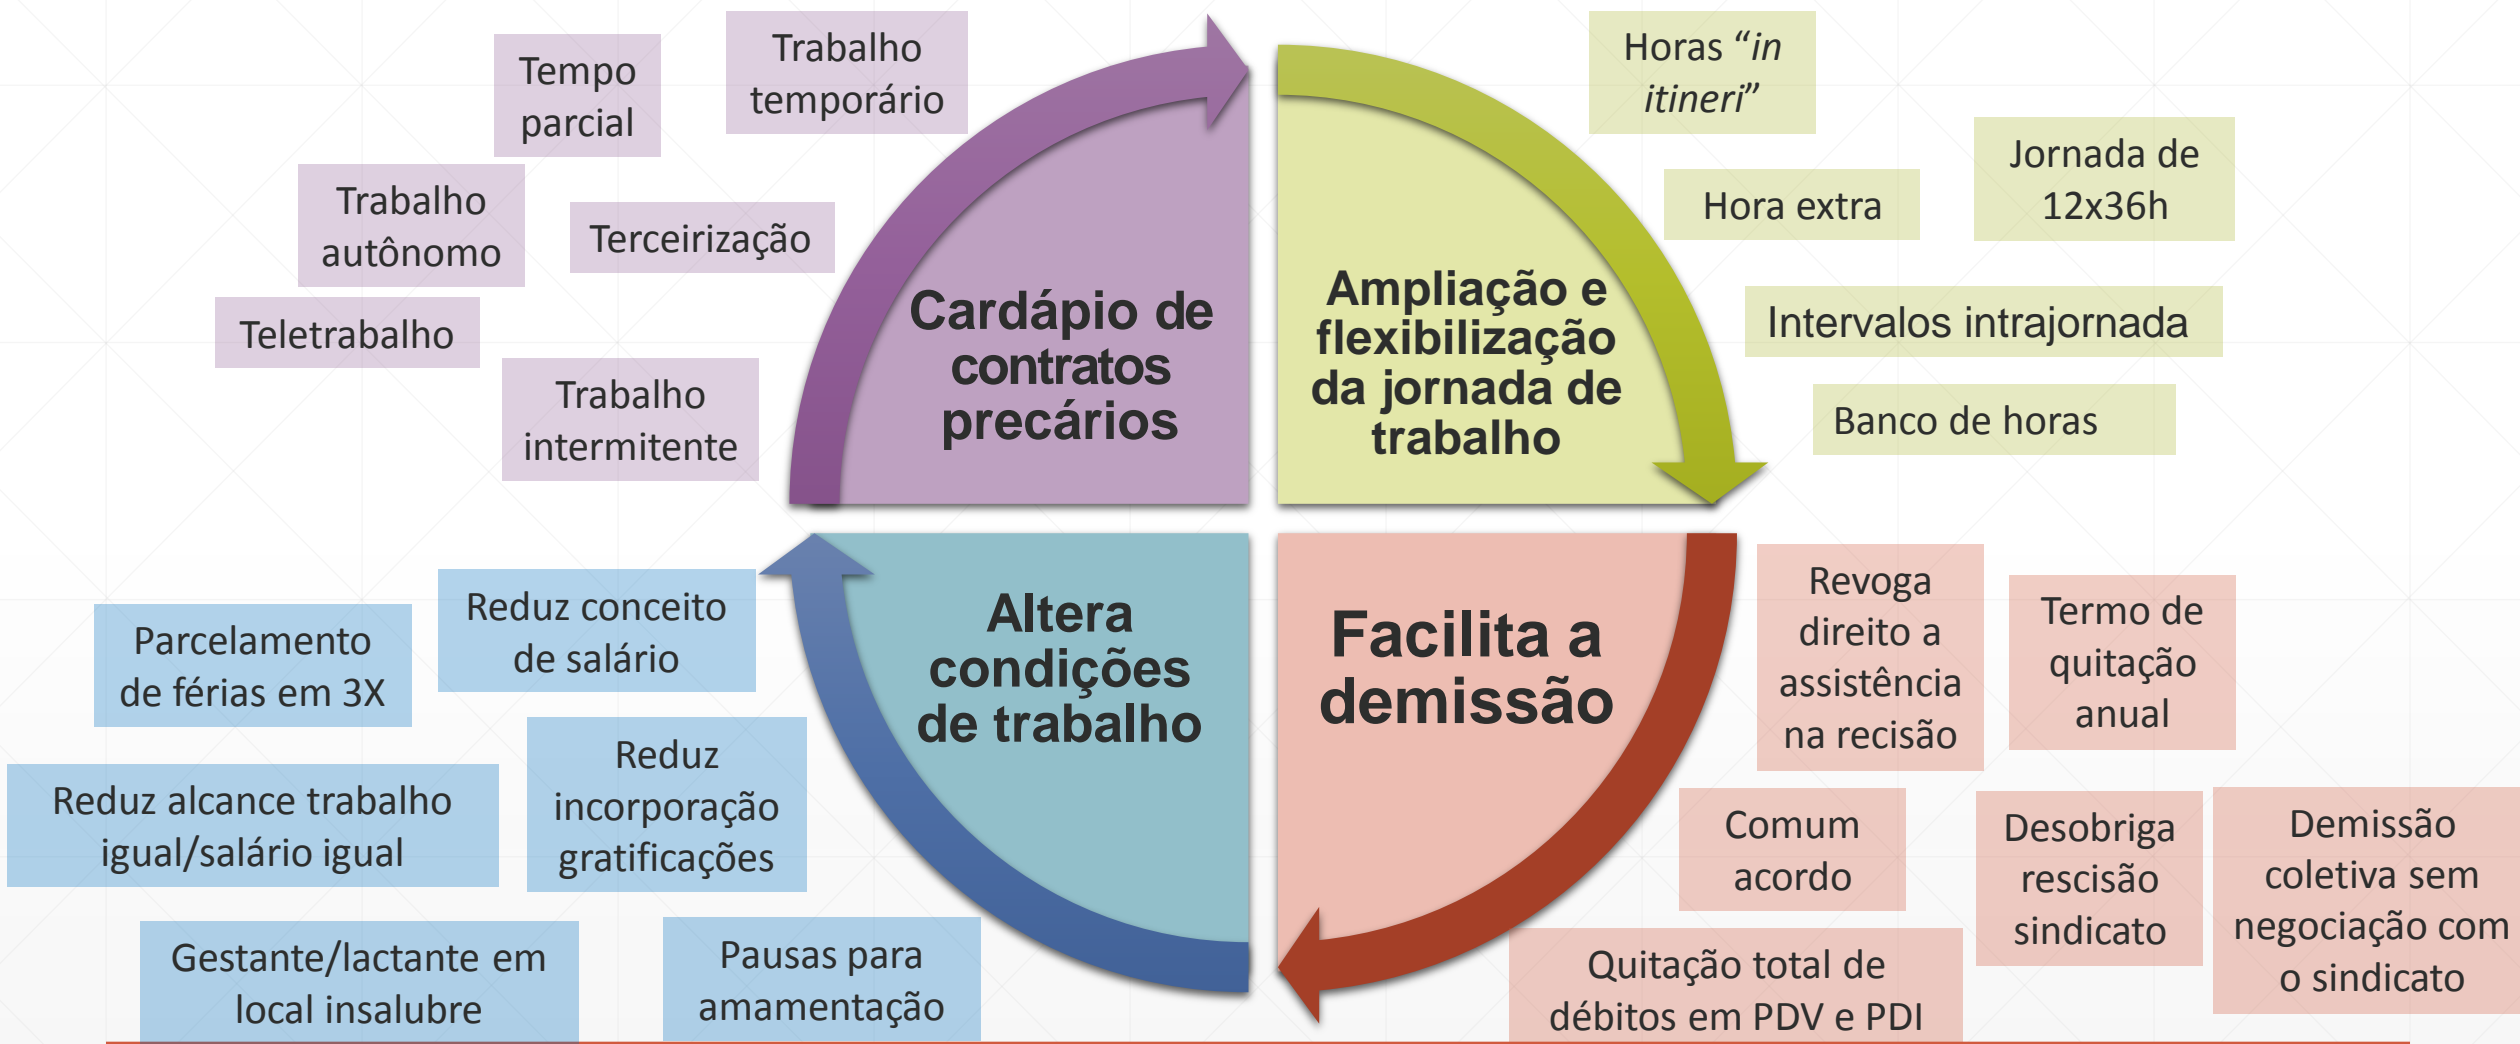 Trabalho
temporário
Tempo
parcial
Trabalho
autônomo
Terceirização
Teletrabalho
Trabalho
intermitente
Cardápio de
contratos
precários
Horas “in
itineri”
Jornada de
12x36h
Hora extra
Intervalos intrajornada
Banco de horas
Ampliação e
flexibilização
da jornada de
trabalho
Reduz conceito
de salário
Parcelamento
de férias em 3X
Reduz
incorporação
gratificações
Reduz alcance trabalho
igual/salário igual
Gestante/lactante em
local insalubre
Pausas para
amamentação
Altera
condições
de trabalho
Facilita a
demissão
Revoga
direito a
assistência
na recisão
Termo de
quitação
anual
Comum
acordo
Desobriga
rescisão
sindicato
Demissão
coletiva sem
negociação com
o sindicato
Quitação total de
débitos em PDV e PDI